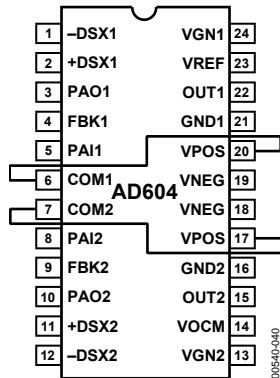 1 –DSX1 VGN1 24
2 +DSX1 VREF 23
3 PAO1 OUT1 22
4 FBK1 GND1 21
5 PAI1 VPOS 20
6 COM1 VNEG 19
AD604
7 COM2 VNEG 18
8 PAI2 VPOS 17
9 FBK2 GND2 16
10 PAO2 OUT2 15
11 +DSX2 VOCM 14
12 –DSX2 VGN2 13
00540-040